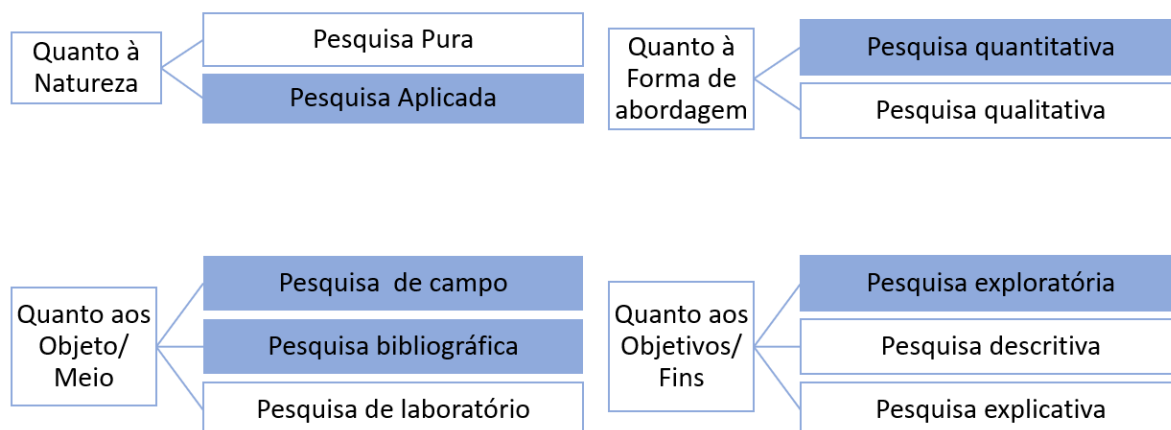 Quanto à
Natureza
Pesquisa Pura
Pesquisa Aplicada
Quanto à
Forma de
abordagem
Pesquisa quantitativa
Pesquisa qualitativa
Quanto aos
Objeto/
Meio
Pesquisa  de campo
Pesquisa bibliográfica
Pesquisa de laboratório
Quanto aos
Objetivos/
Fins
Pesquisa exploratória
Pesquisa descritiva
Pesquisa explicativa